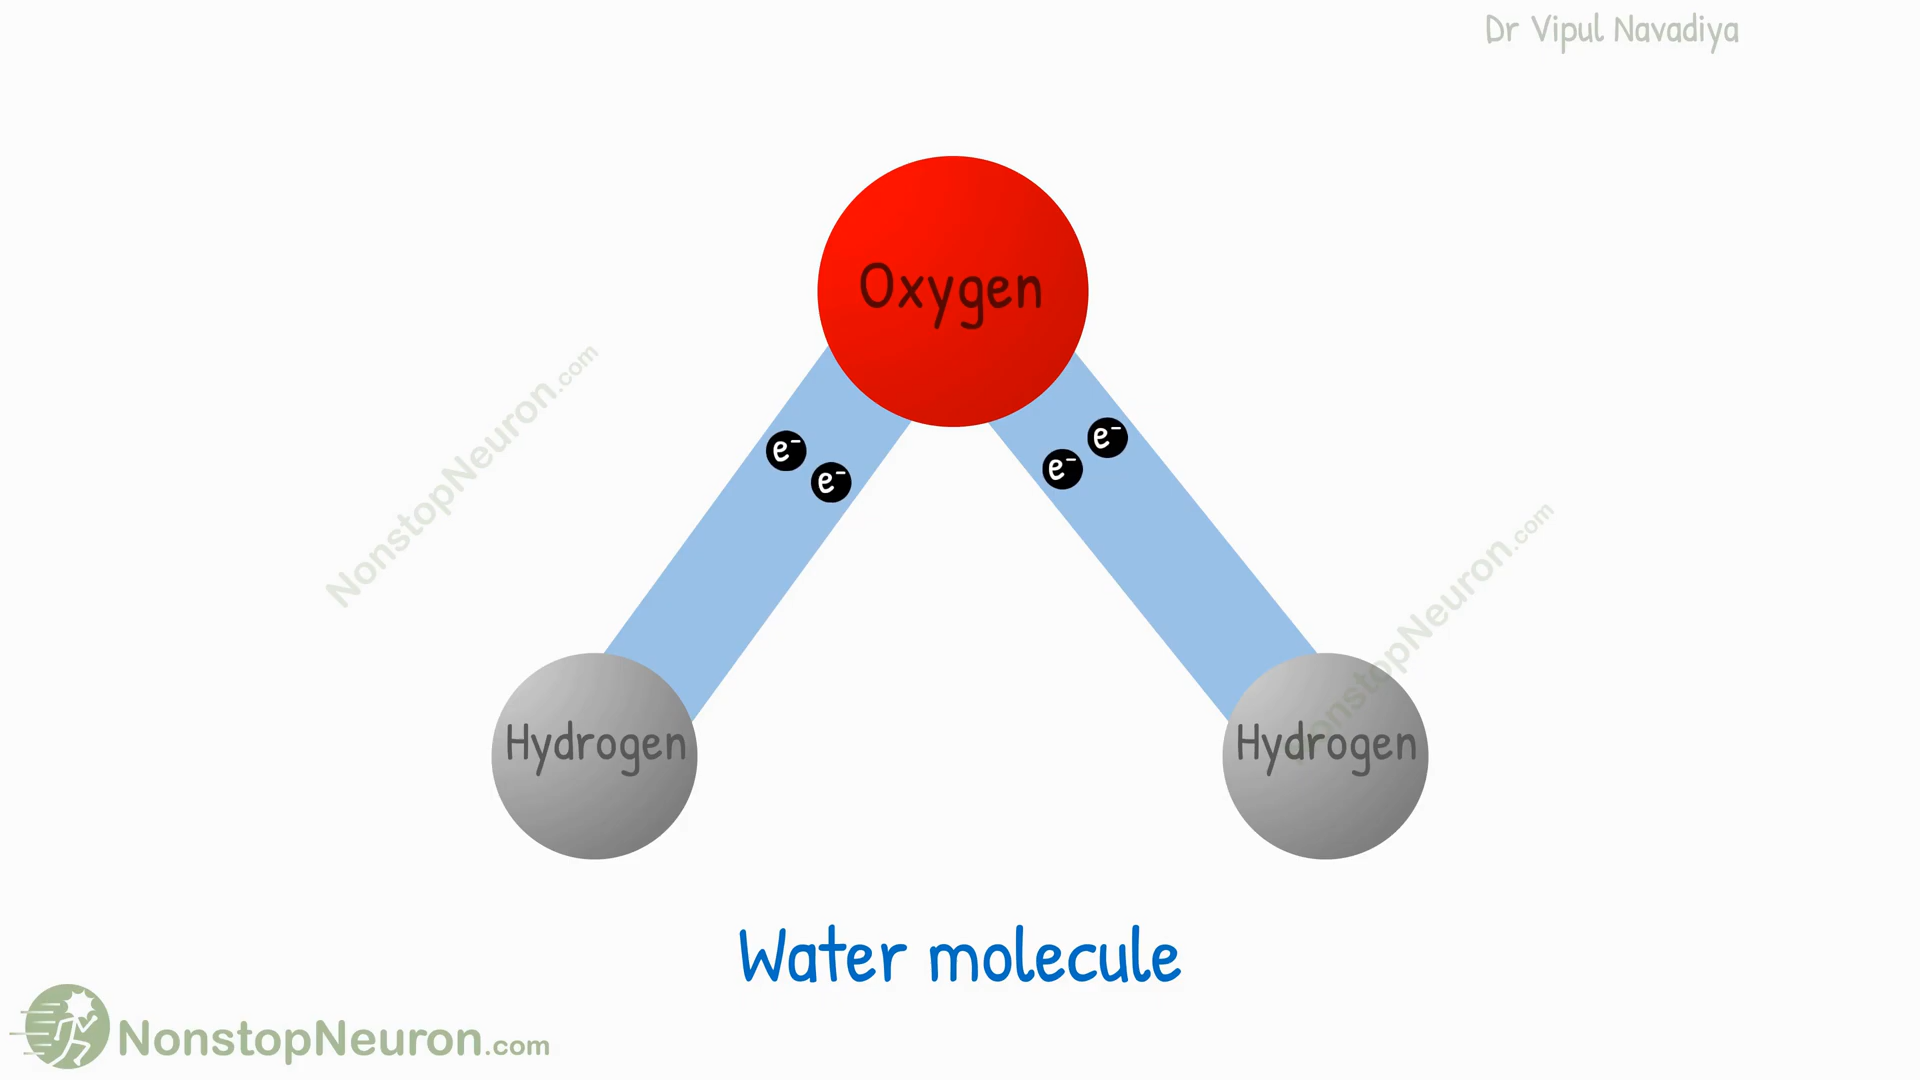 Dr Vipul Navadiya
Oxygen
NonstopNeuron.com
e⁻
e⁻
e⁻
e⁻
NonstopNeuron.com
Hydrogen
Hydrogen
Water molecule
NonstopNeuron.com